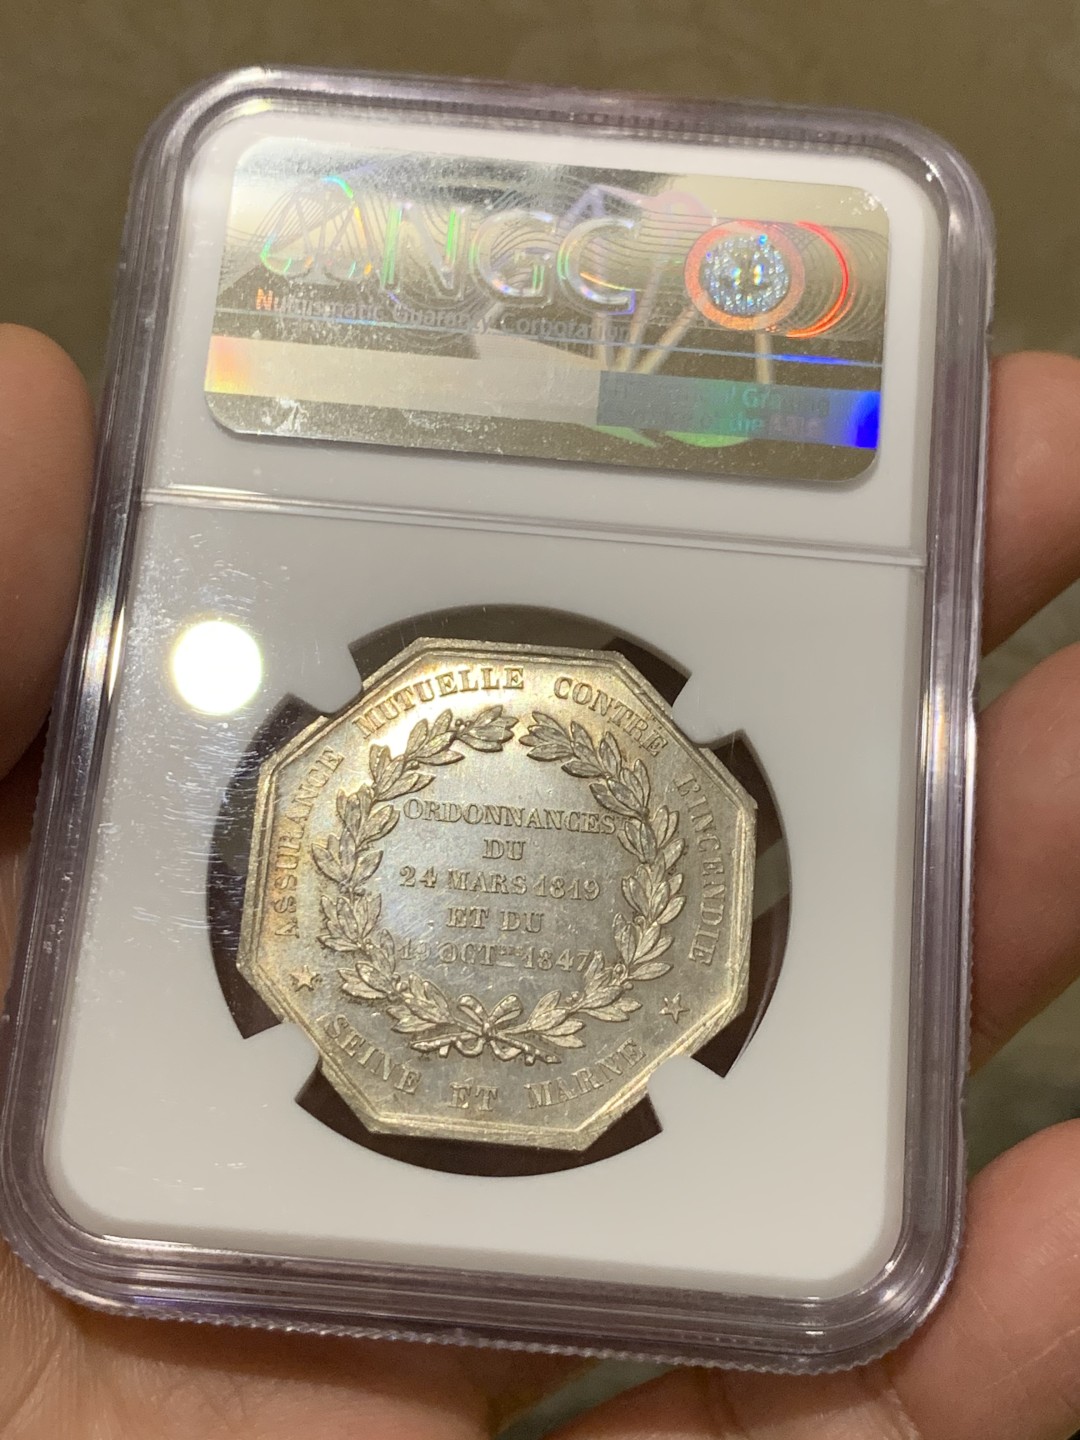 NGC
Numismatic Guaranty Corporation
ASSURANCE MUTUELLE CONTRE L'INCENDIE
ORDONNANCES
DU
24 MARS 1819
ET DU
OCTBRE 1847
SEINE ET MARNE